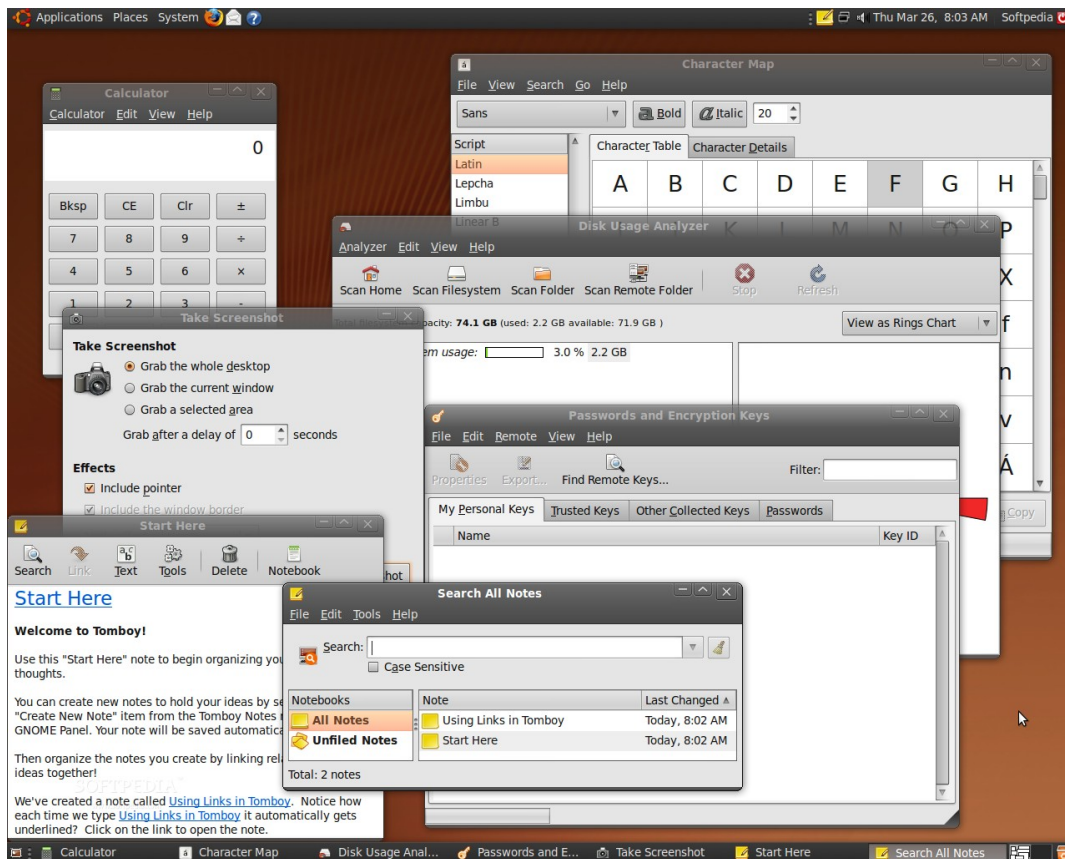 Applications Places System
Thu Mar 26, 8:03 AM Softpedia
Calculator
Calculator Edit View Help
0
Bksp CE Clr ±
7 8 9 ÷
4 5 6 ×
1 2 3 -
Character Map
File View Search Go Help
Sans Bold Italic 20
Script
Latin
Lepcha
Limbu
Linear B
Character Table Character Details
A B C D E F G H
K L M N O P
X
f
n
v
Á
Copy
Disk Usage Analyzer
Analyzer Edit View Help
Scan Home Scan Filesystem Scan Folder Scan Remote Folder Stop Refresh
74.1 GB (used: 2.2 GB available: 71.9 GB )
View as Rings Chart
usage: 3.0 % 2.2 GB
Take Screenshot
Take Screenshot
Grab the whole desktop
Grab the current window
Grab a selected area
Grab after a delay of 0 seconds
Effects
Include pointer
Include the window border
hot
Passwords and Encryption Keys
File Edit Remote View Help
Properties Export... Find Remote Keys... Filter:
My Personal Keys Trusted Keys Other Collected Keys Passwords
Name Key ID
Start Here
Search Link Text Tools Delete Notebook
Start Here
Welcome to Tomboy!
Use this "Start Here" note to begin organizing you
thoughts.
You can create new notes to hold your ideas by se
"Create New Note" item from the Tomboy Notes
GNOME Panel. Your note will be saved automatica
Then organize the notes you create by linking rel
ideas together!
SOFTPEDIA
We've created a note called Using Links in Tomboy. Notice how
each time we type Using Links in Tomboy it automatically gets
underlined? Click on the link to open the note.
Search All Notes
File Edit Tools Help
Search:
Case Sensitive
Notebooks
All Notes
Unfiled Notes
Note Last Changed
Using Links in Tomboy Today, 8:02 AM
Start Here Today, 8:02 AM
Total: 2 notes
Calculator Character Map Disk Usage Anal... Passwords and E... Take Screenshot Start Here Search All Notes